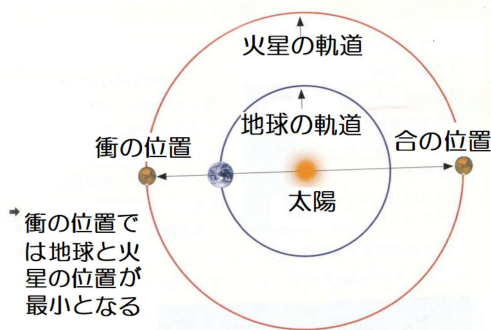 火星の軌道
地球の軌道
衝の位置
合の位置
太陽
衝の位置で
は地球と火
星の位置が
最小となる